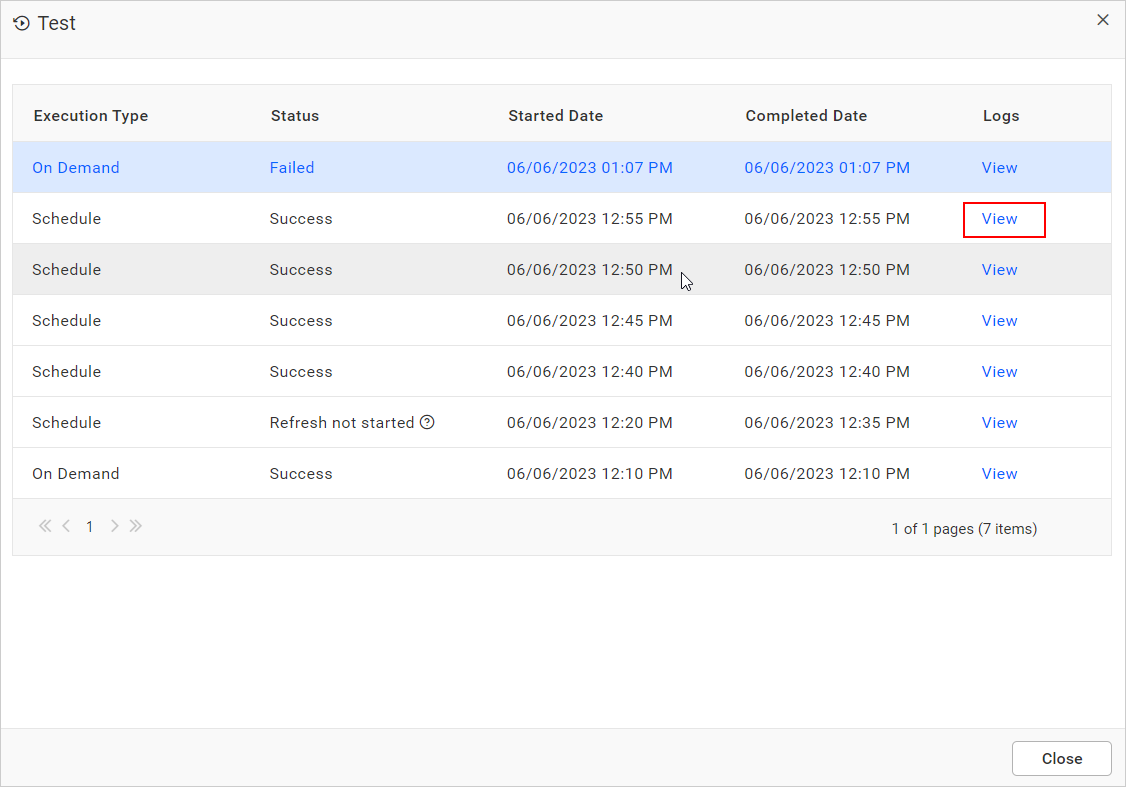 Test
Execution Type Status Started Date Completed Date Logs
On Demand Failed 06/06/2023 01:07 PM 06/06/2023 01:07 PM View
Schedule Success 06/06/2023 12:55 PM 06/06/2023 12:55 PM View
Schedule Success 06/06/2023 12:50 PM 06/06/2023 12:50 PM View
Schedule Success 06/06/2023 12:45 PM 06/06/2023 12:45 PM View
Schedule Success 06/06/2023 12:40 PM 06/06/2023 12:40 PM View
Schedule Refresh not started 06/06/2023 12:20 PM 06/06/2023 12:35 PM View
On Demand Success 06/06/2023 12:10 PM 06/06/2023 12:10 PM View
1 1 of 1 pages (7 items)
Close